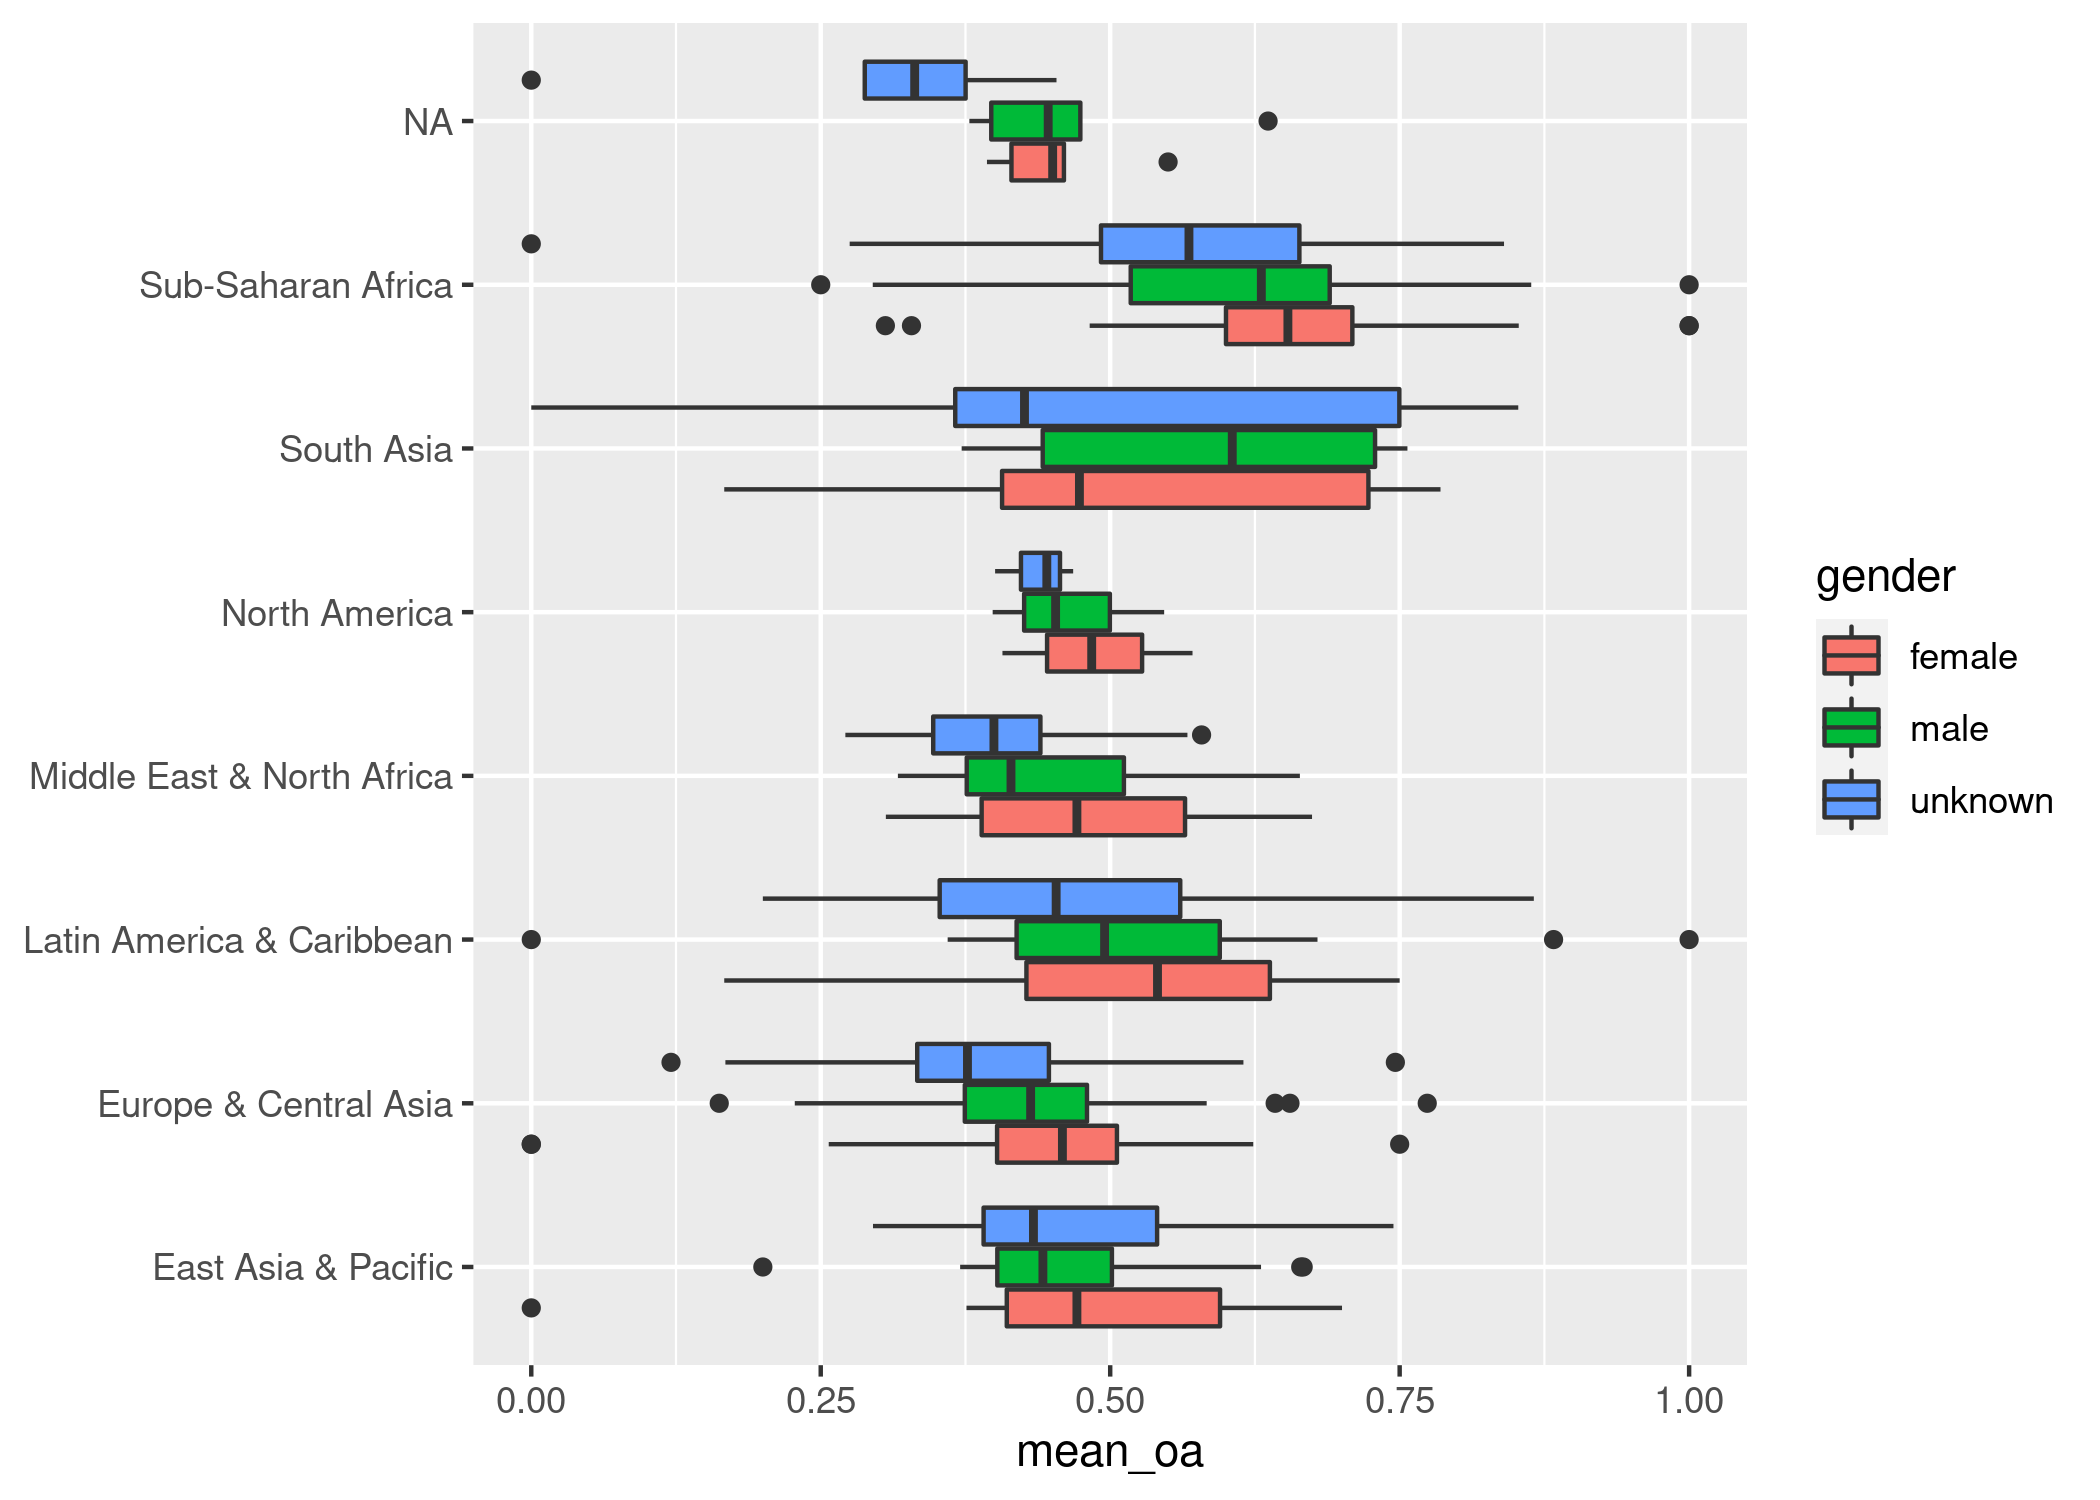 NA
Sub-Saharan Africa
South Asia
North America
Middle East & North Africa
Latin America & Caribbean
Europe & Central Asia
East Asia & Pacific
0.00 0.25 0.50 0.75 1.00
mean_oa
gender
female
male
unknown